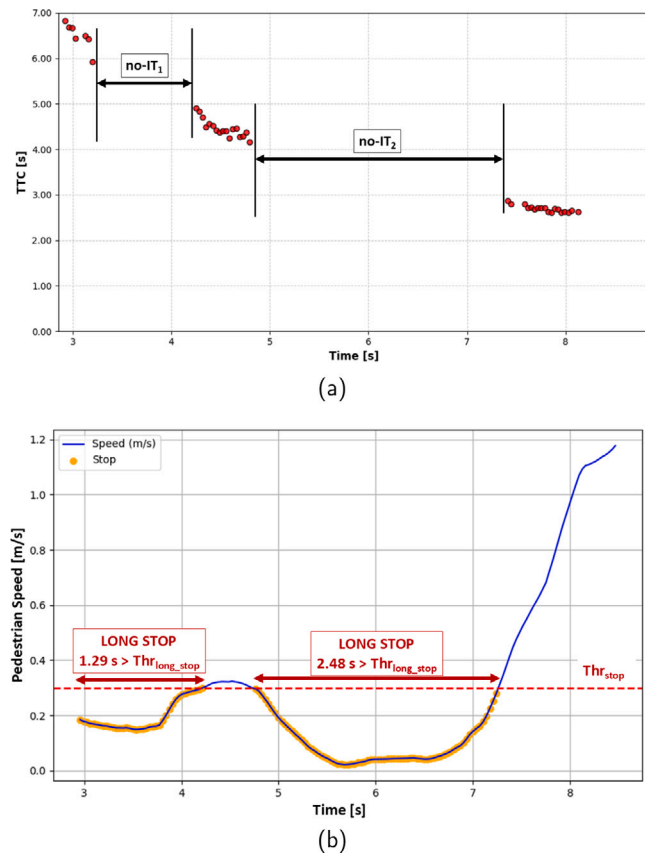 7.00
6.00
5.00
4.00
3.00
2.00
1.00
0.00
TTC [s]
no-IT₁
no-IT₂
3 4 5 6 7 8
Time [s]
(a)
1.2
1.0
0.8
0.6
0.4
0.2
0.0
Pedestrian Speed [m/s]
Speed (m/s)
Stop
LONG STOP
1.29 s > Thr_long_stop
LONG STOP
2.48 s > Thr_long_stop
Thr_stop
3 4 5 6 7 8
Time [s]
(b)